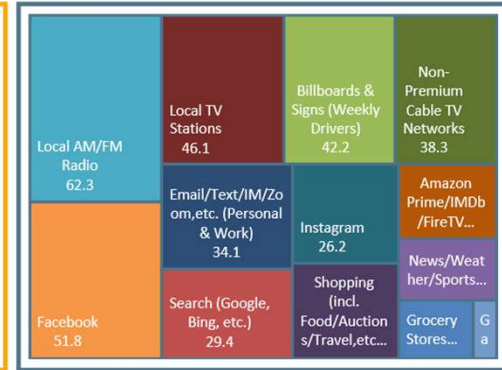 Local AM/FM
Radio
62.3
Facebook
51.8
Local TV
Stations
46.1
Email/Text/IM/Zo
om,etc. (Personal
& Work)
34.1
Search (Google,
Bing, etc.)
29.4
Billboards &
Signs (Weekly
Drivers)
42.2
Instagram
26.2
Shopping
(incl.
Food/Auction
s/Travel,etc...
Non-
Premium
Cable TV
Networks
38.3
Amazon
Prime/IMDb
/FireTV...
News/Weat
her/Sports...
Grocery
Stores...
G
a